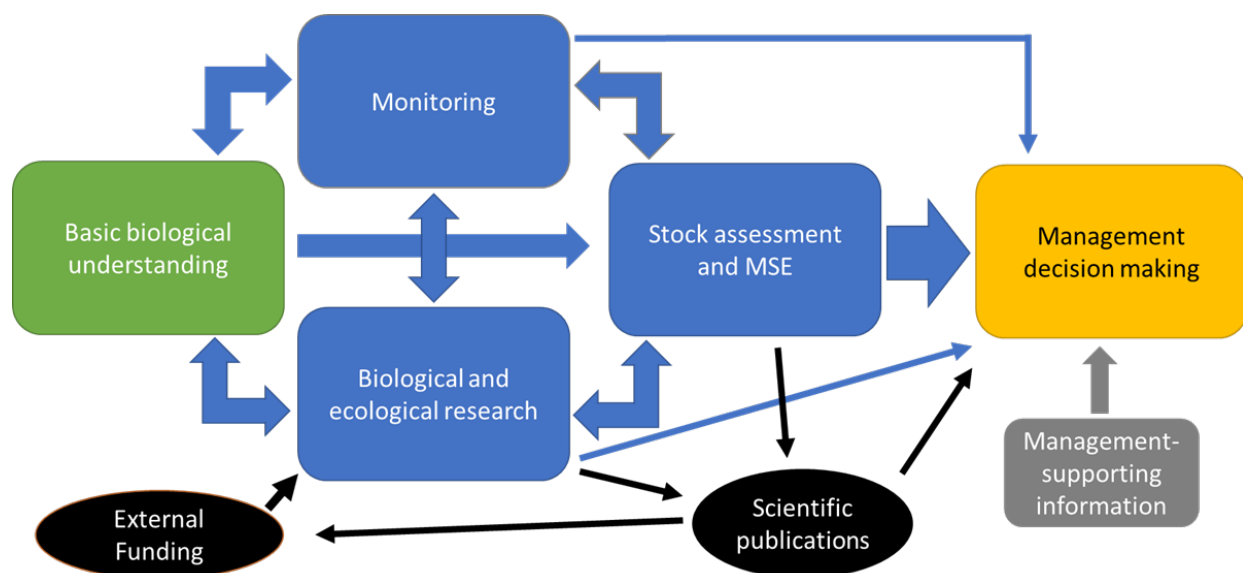 Monitoring
Basic biological
understanding
Stock assessment
and MSE
Management
decision making
Biological and
ecological research
Management-
supporting
information
External
Funding
Scientific
publications